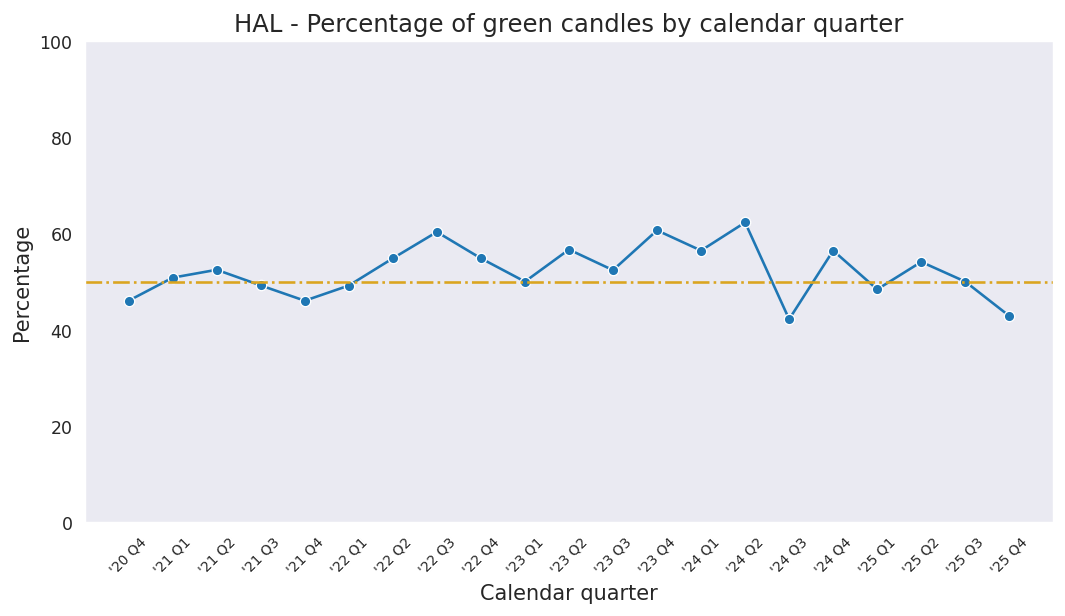 HAL - Percentage of green candles by calendar quarter
100
80
60
40
20
0
Percentage
'20 Q4
'21 Q1
'21 Q2
'21 Q3
'21 Q4
'22 Q1
'22 Q2
'22 Q3
'22 Q4
'23 Q1
'23 Q2
'23 Q3
'23 Q4
'24 Q1
'24 Q2
'24 Q3
'24 Q4
'25 Q1
'25 Q2
'25 Q3
'25 Q4
Calendar quarter